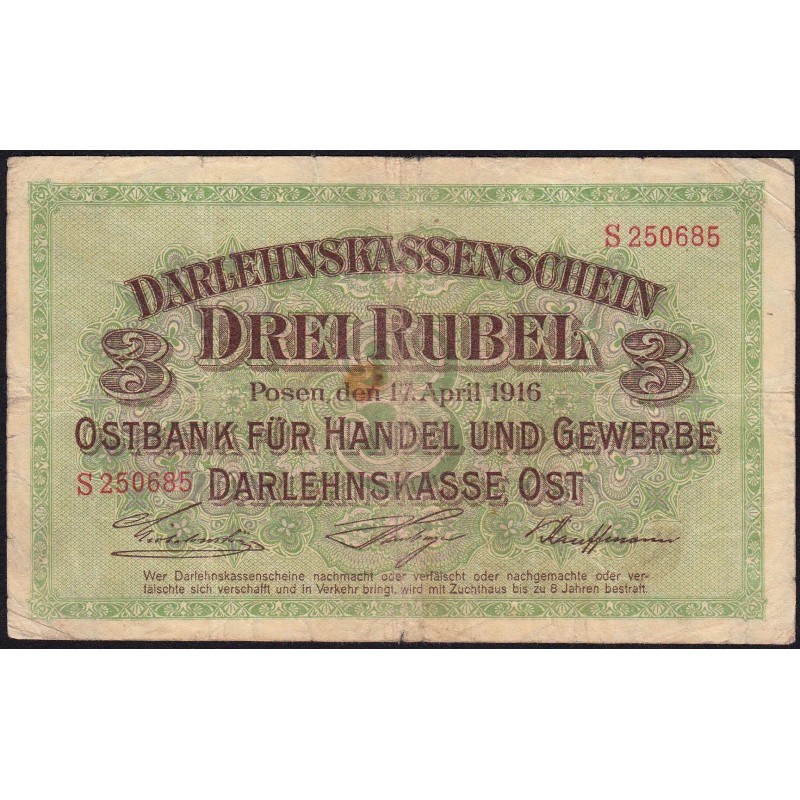 S 250685
DARLEHNSKASSENSCHEIN
3 DREI RUBEL 3
Posen, den 17. April 1916
3
OSTBANK FÜR HANDEL UND GEWERBE
S 250685 DARLEHNSKASSE OST
Kauffmann
Wer Darlehnskassenscheine nachmacht oder verfälscht oder nachgemachte oder ver-
fälschte sich verschafft und in Verkehr bringt, wird mit Zuchthaus bis zu 8 Jahren bestraft.